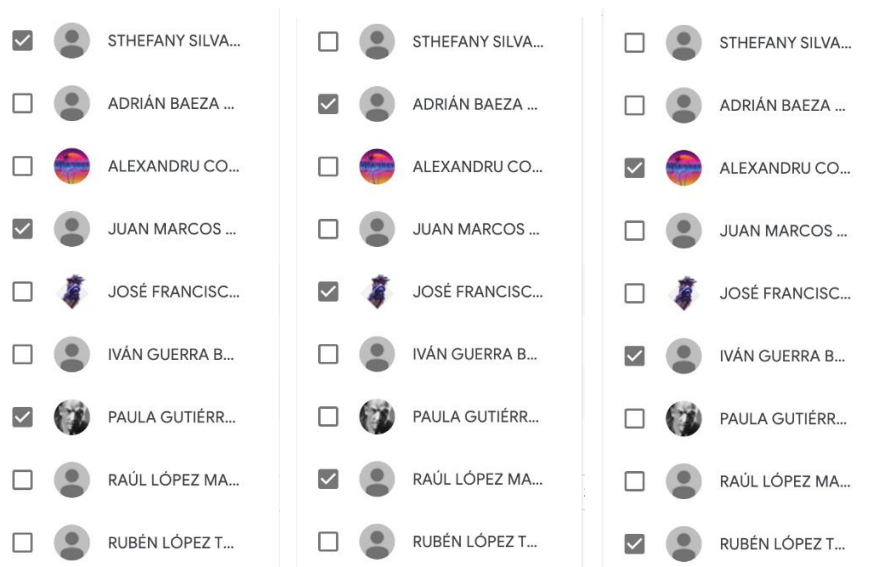 STHEFANY SILVA...
ADRIÁN BAEZA ...
ALEXANDRU CO...
JUAN MARCOS ...
JOSÉ FRANCISC...
IVÁN GUERRA B...
PAULA GUTIÉRR...
RAÚL LÓPEZ MA...
RUBÉN LÓPEZ T...
STHEFANY SILVA...
ADRIÁN BAEZA ...
ALEXANDRU CO...
JUAN MARCOS ...
JOSÉ FRANCISC...
IVÁN GUERRA B...
PAULA GUTIÉRR...
RAÚL LÓPEZ MA...
RUBÉN LÓPEZ T...
STHEFANY SILVA...
ADRIÁN BAEZA ...
ALEXANDRU CO...
JUAN MARCOS ...
JOSÉ FRANCISC...
IVÁN GUERRA B...
PAULA GUTIÉRR...
RAÚL LÓPEZ MA...
RUBÉN LÓPEZ T...